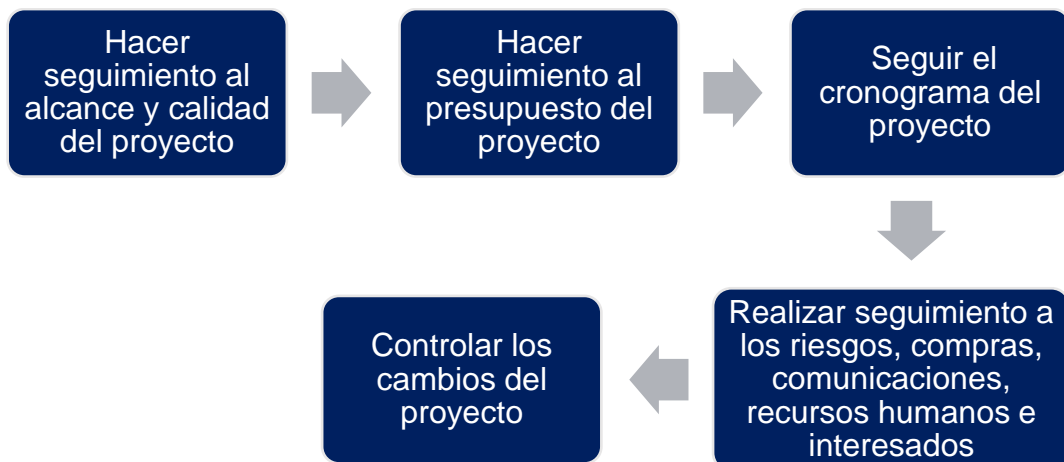 Hacer
seguimiento al
alcance y calidad
del proyecto
Hacer
seguimiento al
presupuesto del
proyecto
Seguir el
cronograma del
proyecto
Realizar seguimiento a
los riesgos, compras,
comunicaciones,
recursos humanos e
interesados
Controlar los
cambios del
proyecto